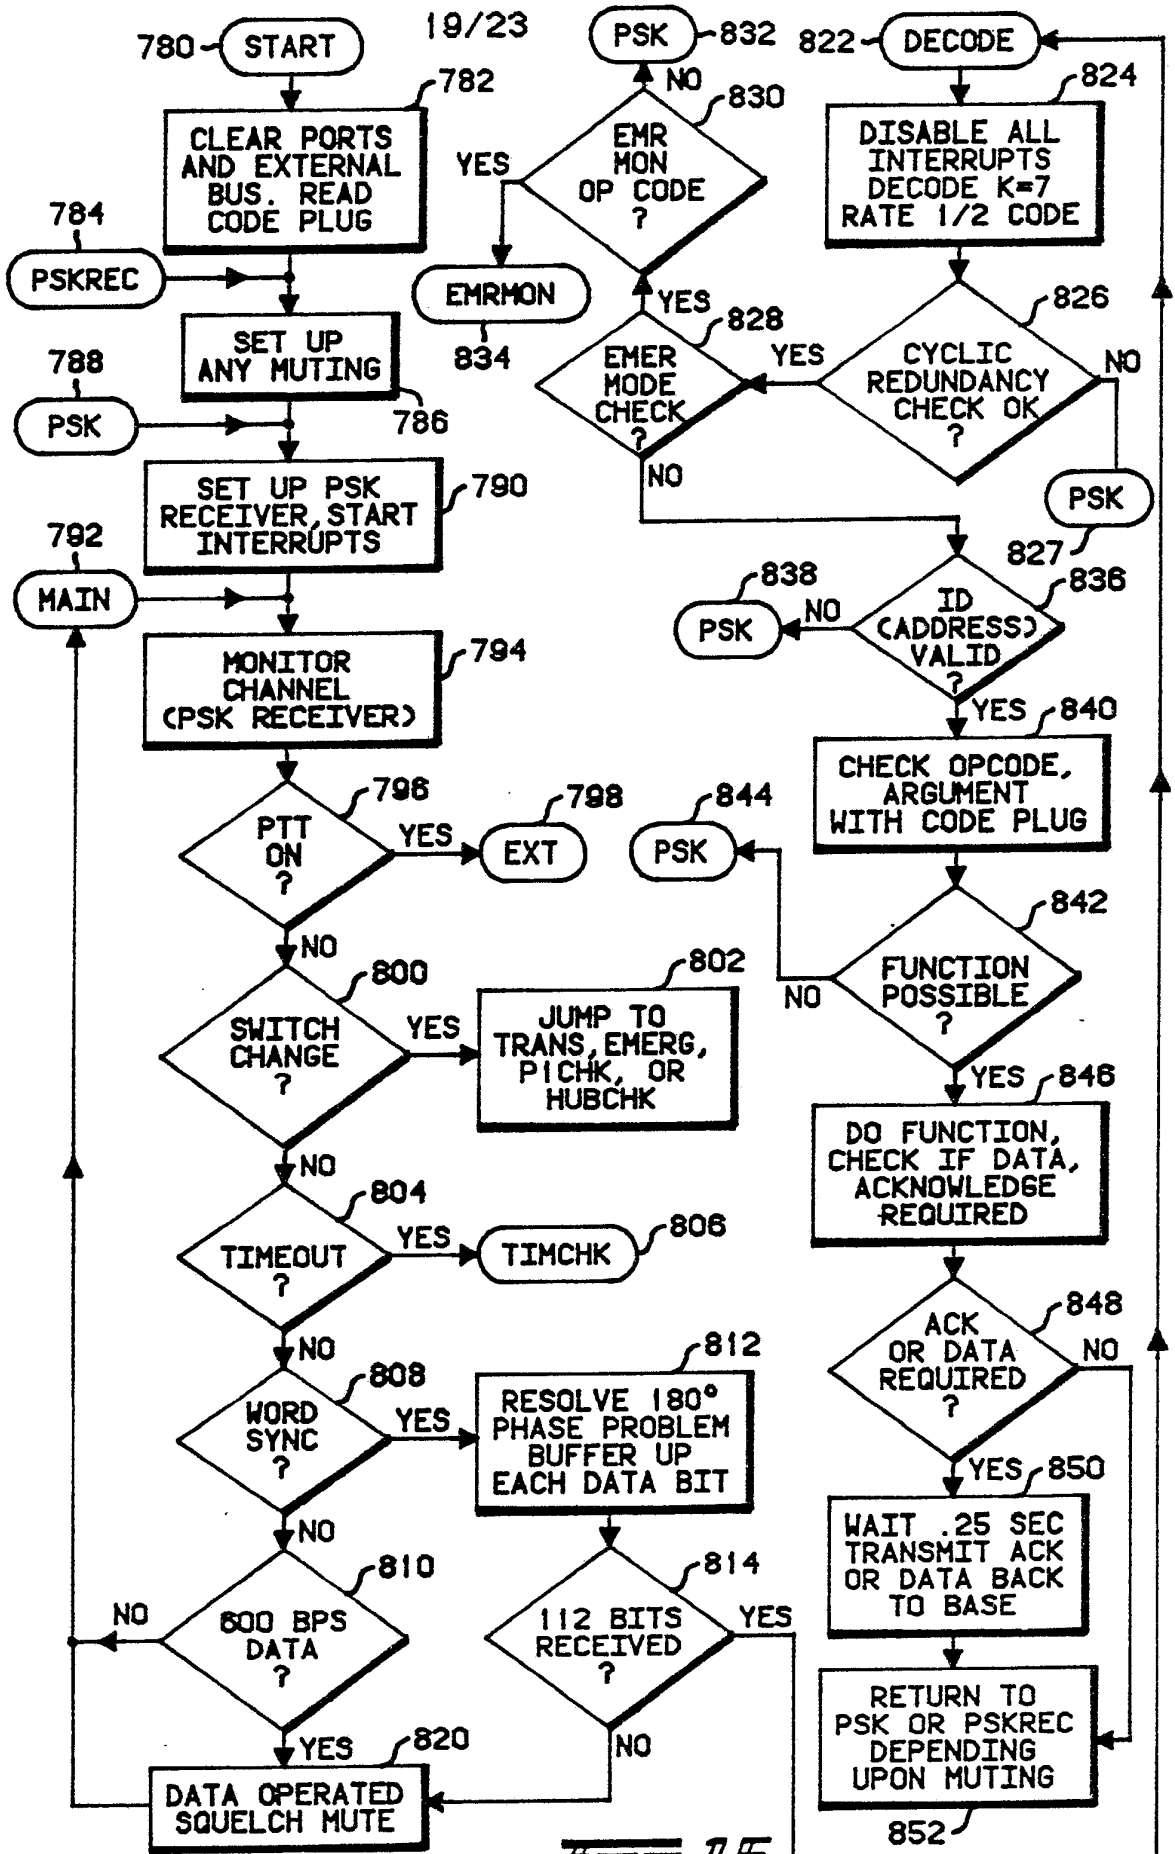 19/23
780
START
782
CLEAR PORTS
AND EXTERNAL
BUS. READ
CODE PLUG
784
PSKREC
SET UP
ANY MUTING
786
788
PSK
SET UP PSK
RECEIVER, START
INTERRUPTS
790
792
MAIN
MONITOR
CHANNEL
(PSK RECEIVER)
794
PTT
ON
?
796
YES
798
EXT
NO
SWITCH
CHANGE
?
800
YES
802
JUMP TO
TRANS, EMERG,
P1CHK, OR
HUBCHK
NO
TIMEOUT
?
804
YES
806
TIMCHK
NO
WORD
SYNC
?
808
YES
812
RESOLVE 180°
PHASE PROBLEM
BUFFER UP
EACH DATA BIT
NO
600 BPS
DATA
?
810
NO
YES
814
112 BITS
RECEIVED
?
YES
NO
820
DATA OPERATED
SQUELCH MUTE
PSK
832
NO
830
EMR
MON
OP CODE
?
YES
EMRMON
834
YES
828
EMER
MODE
CHECK
?
NO
822
DECODE
824
DISABLE ALL
INTERRUPTS
DECODE K=7
RATE 1/2 CODE
826
CYCLIC
REDUNDANCY
CHECK OK
?
YES
NO
PSK
827
836
ID
(ADDRESS)
VALID
?
NO
838
PSK
YES
840
CHECK OPCODE,
ARGUMENT
WITH CODE PLUG
842
FUNCTION
POSSIBLE
?
NO
844
PSK
YES
846
DO FUNCTION,
CHECK IF DATA,
ACKNOWLEDGE
REQUIRED
848
ACK
OR DATA
REQUIRED
?
NO
YES
850
WAIT .25 SEC
TRANSMIT ACK
OR DATA BACK
TO BASE
RETURN TO
PSK OR PSKREC
DEPENDING
UPON MUTING
852